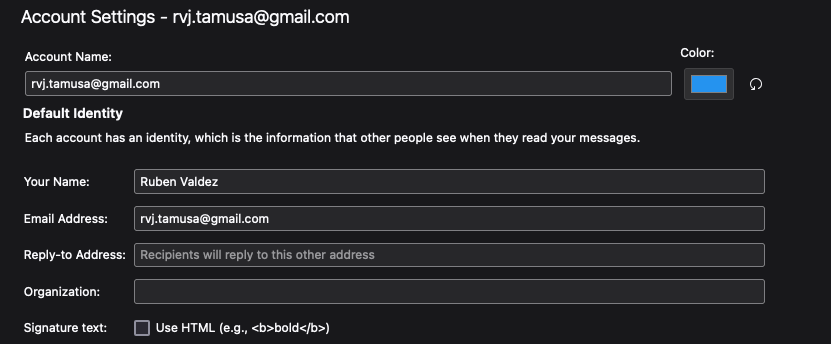 Account Settings - rvj.tamusa@gmail.com
Account Name:
Color:
rvj.tamusa@gmail.com
Default Identity
Each account has an identity, which is the information that other people see when they read your messages.
Your Name: Ruben Valdez
Email Address: rvj.tamusa@gmail.com
Reply-to Address: Recipients will reply to this other address
Organization:
Signature text: Use HTML (e.g., <b>bold</b>)